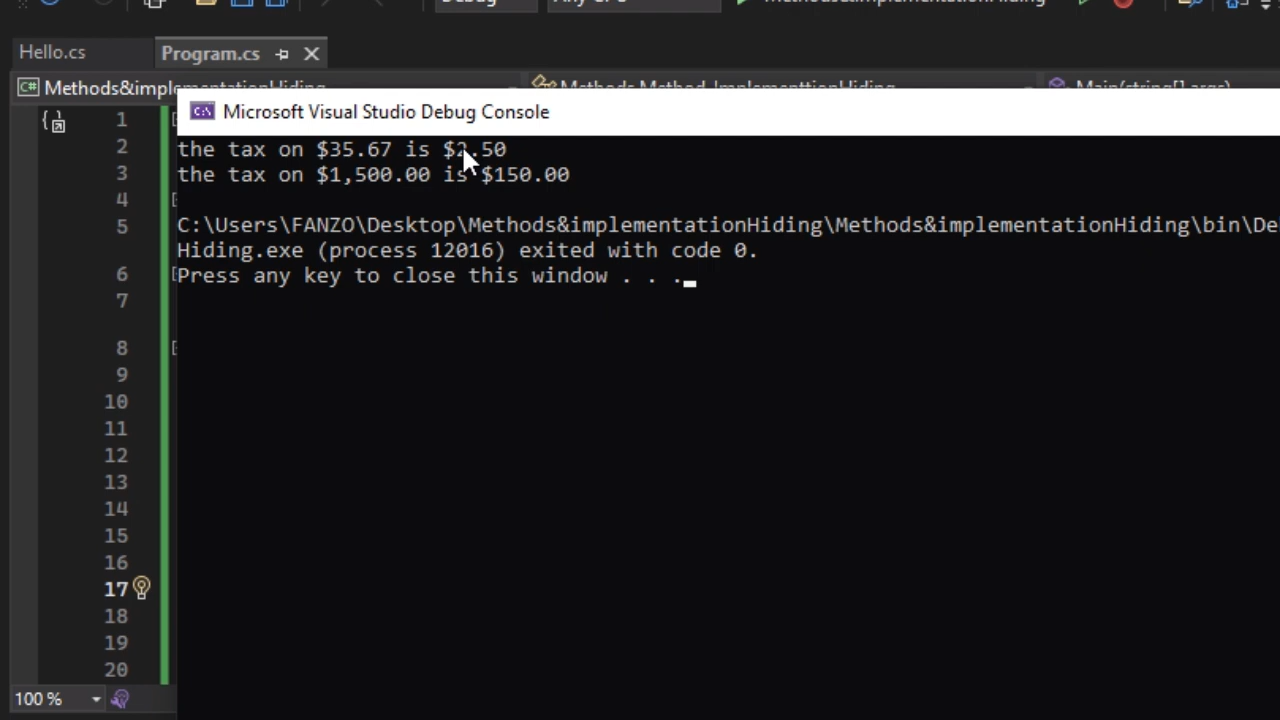 Hello.cs
Program.cs
C# Methods&implementationHiding
Microsoft Visual Studio Debug Console
the tax on $35.67 is $2.50
the tax on $1,500.00 is $150.00
C:\Users\FANZO\Desktop\Methods&implementationHiding\Methods&implementationHiding\bin\De
Hiding.exe (process 12016) exited with code 0.
Press any key to close this window . . .
1
2
3
4
5
6
7
8
9
10
11
12
13
14
15
16
17
18
19
20
100 %